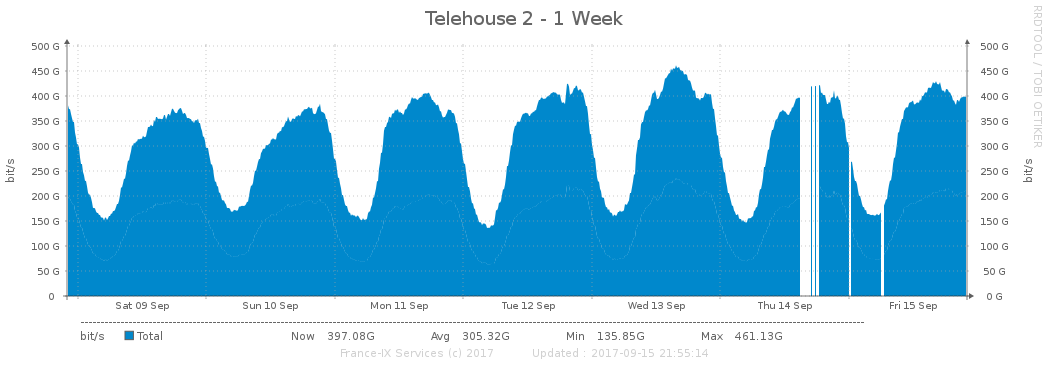 Telehouse 2 - 1 Week
RRDTOOL / TOBI OETIKER
500 G 500 G
450 G 450 G
400 G 400 G
350 G 350 G
300 G 300 G
250 G 250 G
200 G 200 G
150 G 150 G
100 G 100 G
50 G 50 G
0 0 G
bit/s bit/s
Sat 09 Sep Sun 10 Sep Mon 11 Sep Tue 12 Sep Wed 13 Sep Thu 14 Sep Fri 15 Sep
bit/s Total Now 397.08G Avg 305.32G Min 135.85G Max 461.13G
France-IX Services (c) 2017 Updated : 2017-09-15 21:55:14